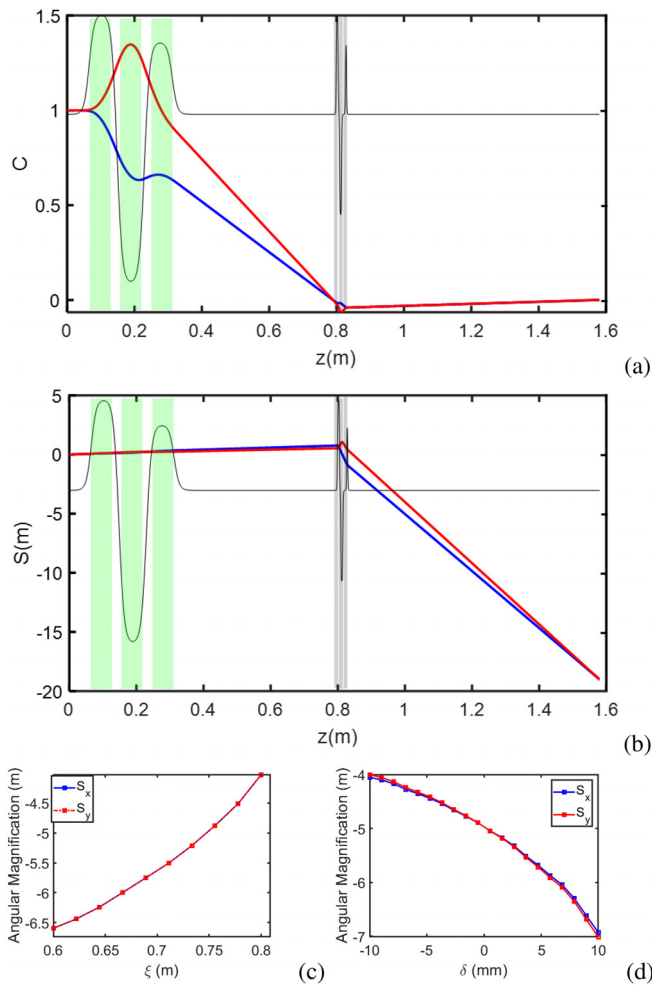 1.5
1
0.5
0
C
0 0.2 0.4 0.6 0.8 1 1.2 1.4 1.6
z(m)
(a)
5
0
-5
-10
-15
-20
S(m)
0 0.2 0.4 0.6 0.8 1 1.2 1.4 1.6
z(m)
(b)
Angular Magnification (m)
-4.5
-5
-5.5
-6
-6.5
Sx
Sy
0.6 0.65 0.7 0.75 0.8
ξ (m)
(c)
Angular Magnification (m)
-4
-5
-6
-7
Sx
Sy
-10 -5 0 5 10
δ (mm)
(d)